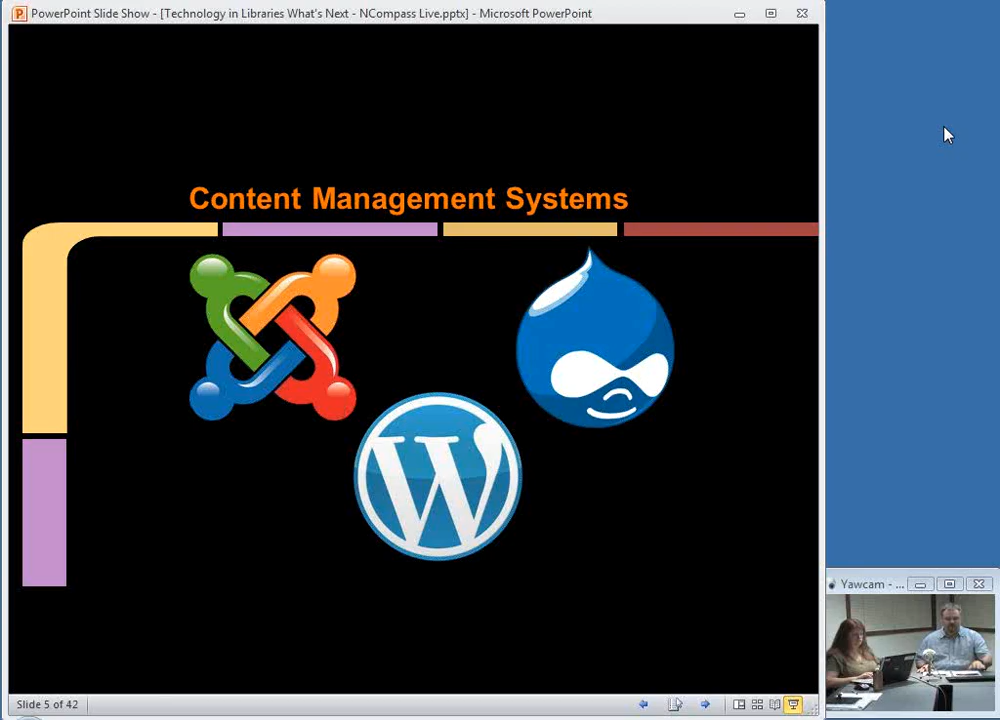 PowerPoint Slide Show - [Technology in Libraries What's Next - NCompass Live.pptx] - Microsoft PowerPoint
Content Management Systems
W
Yawcam - ...
Slide 5 of 42